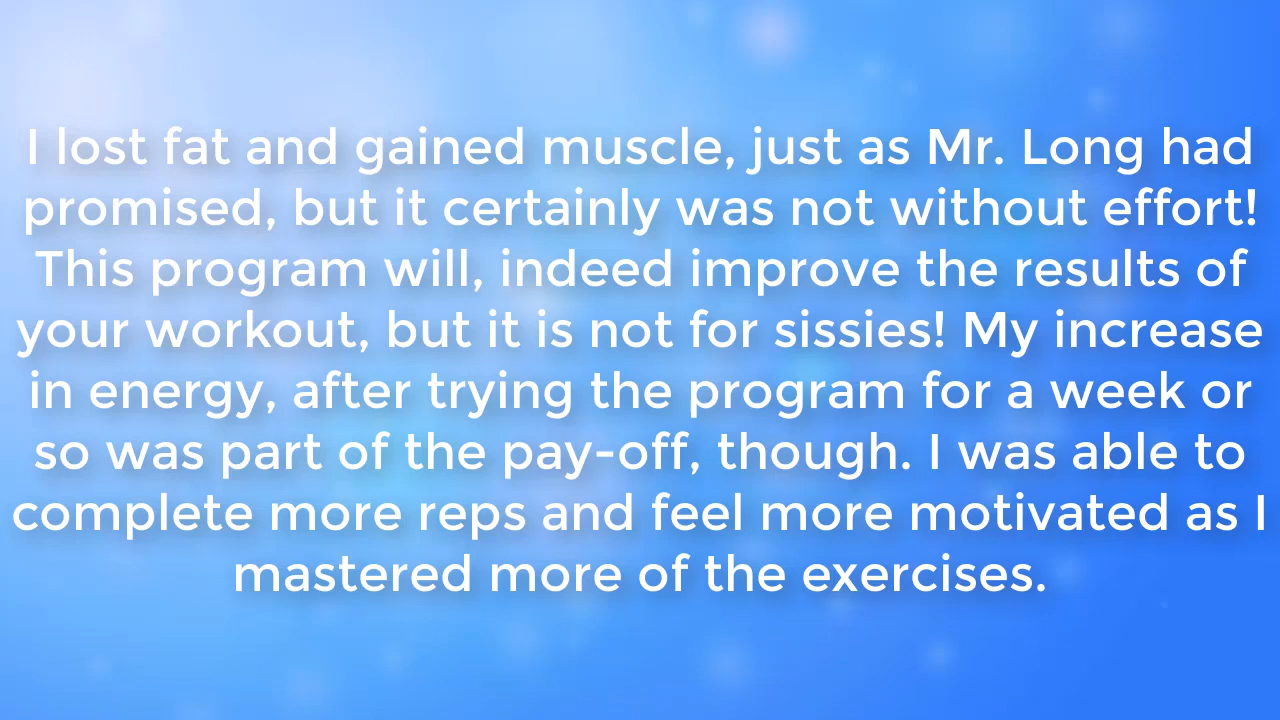 I lost fat and gained muscle, just as Mr. Long had
promised, but it certainly was not without effort!
This program will, indeed improve the results of
your workout, but it is not for sissies! My increase
in energy, after trying the program for a week or
so was part of the pay-off, though. I was able to
complete more reps and feel more motivated as I
mastered more of the exercises.